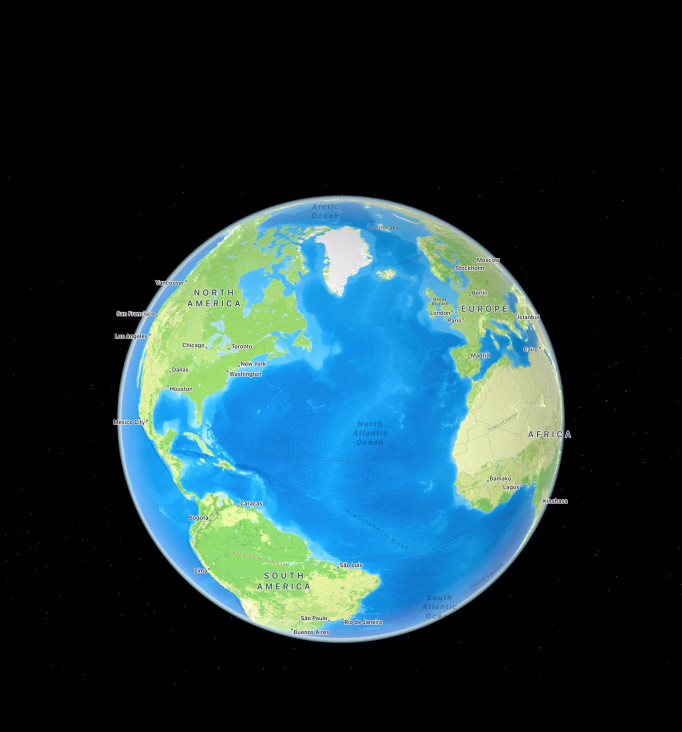 Arctic
Ocean
Moscow
Stockholm
Vancouver
NORTH
AMERICA
Berlin
Great
Britain
London
EUROPE
Paris
Istanbul
San Francisco
Los Angeles
Chicago
Toronto
Cairo
Madrid
New York
Dallas
Washington
Houston
Mexico City
North
Atlantic
Ocean
AFRICA
Bamako
Lagos
Kinshasa
Caracas
Bogotá
São Luís
Lima
SOUTH
AMERICA
South
Atlantic
Ocean
São Paulo
Rio de Janeiro
Buenos Aires